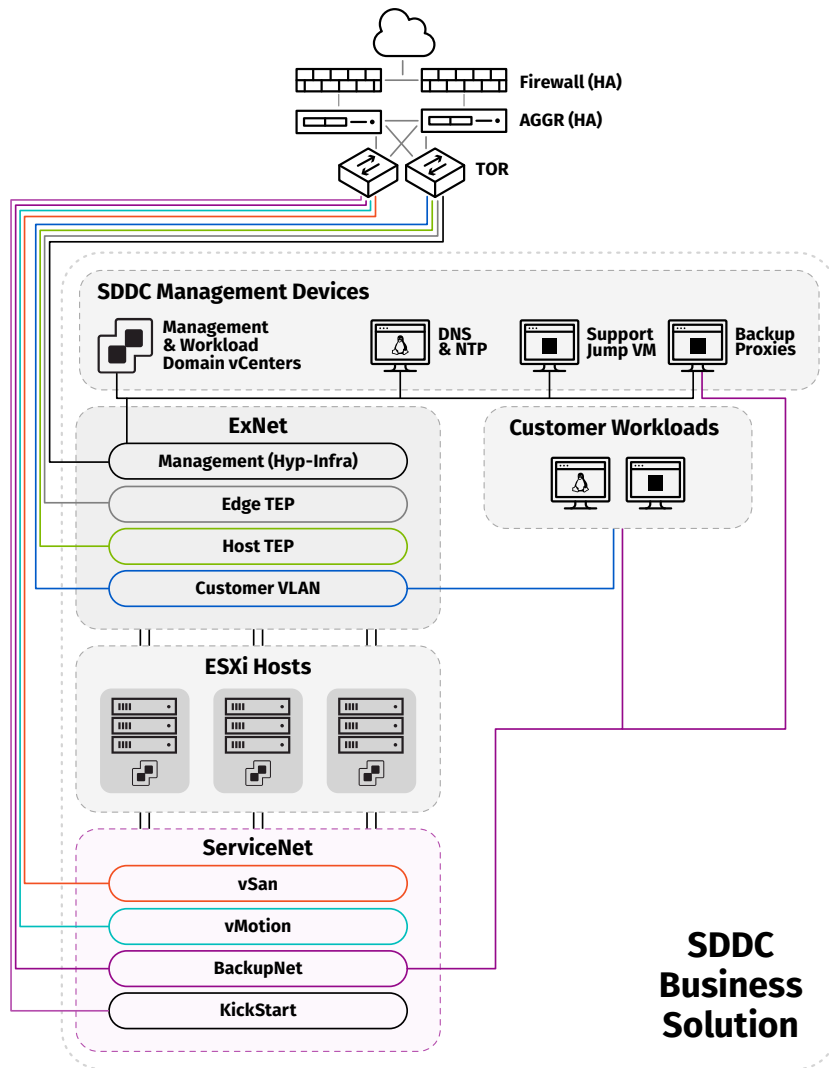 Firewall (HA)
AGGR (HA)
TOR
SDDC Management Devices
Management
& Workload
Domain vCenters
DNS
& NTP
Support
Jump VM
Backup
Proxies
ExNet
Management (Hyp-Infra)
Edge TEP
Host TEP
Customer VLAN
Customer Workloads
ESXi Hosts
ServiceNet
vSan
vMotion
BackupNet
KickStart
SDDC
Business
Solution